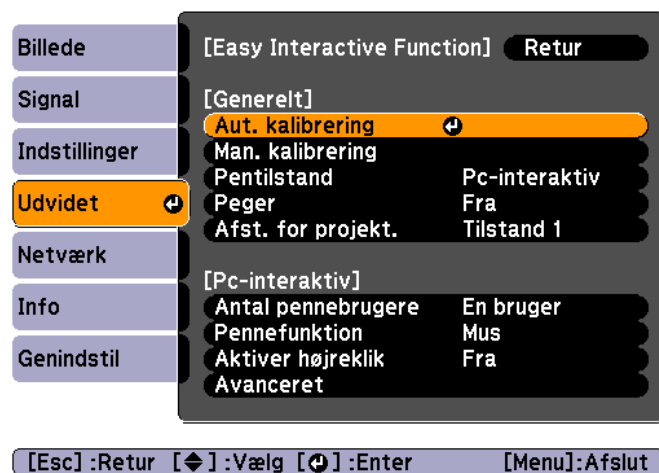 Billede
Signal
Indstillinger
Udvidet
Netværk
Info
Genindstil
[Easy Interactive Function] Retur
[Generelt]
Aut. kalibrering
Man. kalibrering
Pentilstand Pc-interaktiv
Peger Fra
Afst. for projekt. Tilstand 1
[Pc-interaktiv]
Antal pennebrugere En bruger
Pennefunktion Mus
Aktiver højreklik Fra
Avanceret
[Esc] :Retur [◆] :Vælg [⏎] :Enter [Menu]:Afslut